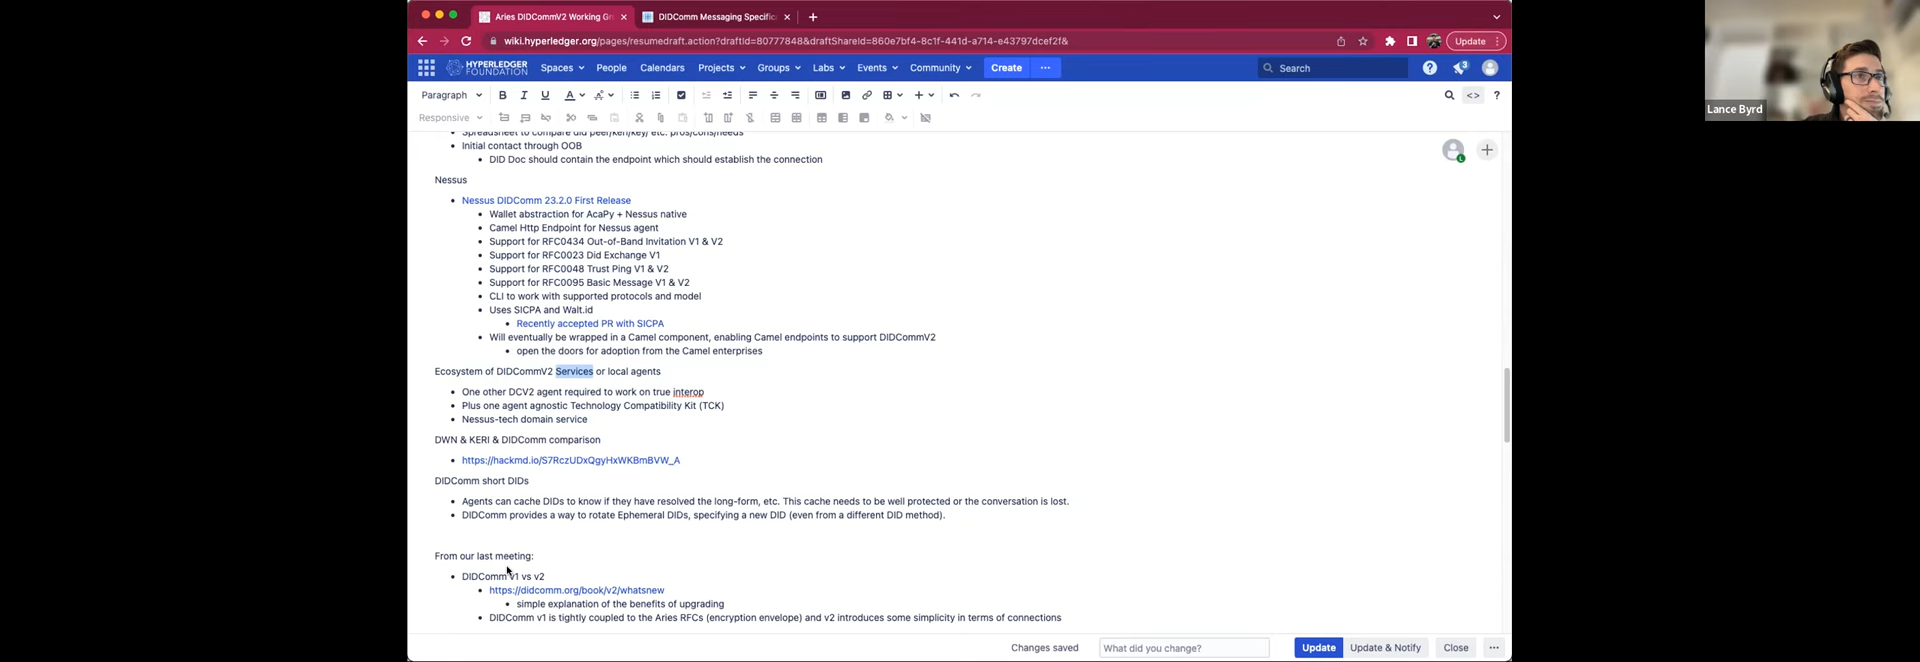 Aries DIDCommV2 Working Gr
DIDComm Messaging Specific
wiki.hyperledger.org/pages/resumedraft.action?draftId=80777848&draftShareId=860e7bf4-8c1f-441d-a714-e43797dcef2f&
Update
HYPERLEDGER
FOUNDATION
Spaces People Calendars Projects Groups Labs Events Community Create
Search
3
Paragraph
Responsive
Spreadsheet to compare did peer/keri/key/ etc. pros/cons/needs
Initial contact through OOB
DID Doc should contain the endpoint which should establish the connection
Nessus
Nessus DIDComm 23.2.0 First Release
Wallet abstraction for AcaPy + Nessus native
Camel Http Endpoint for Nessus agent
Support for RFC0434 Out-of-Band Invitation V1 & V2
Support for RFC0023 Did Exchange V1
Support for RFC0048 Trust Ping V1 & V2
Support for RFC0095 Basic Message V1 & V2
CLI to work with supported protocols and model
Uses SICPA and Walt.id
Recently accepted PR with SICPA
Will eventually be wrapped in a Camel component, enabling Camel endpoints to support DIDCommV2
open the doors for adoption from the Camel enterprises
Ecosystem of DIDCommV2 Services or local agents
One other DCV2 agent required to work on true interop
Plus one agent agnostic Technology Compatibility Kit (TCK)
Nessus-tech domain service
DWN & KERI & DIDComm comparison
https://hackmd.io/S7RczUDxQgyHxWKBmBVW_A
DIDComm short DIDs
Agents can cache DIDs to know if they have resolved the long-form, etc. This cache needs to be well protected or the conversation is lost.
DIDComm provides a way to rotate Ephemeral DIDs, specifying a new DID (even from a different DID method).
From our last meeting:
DIDComm v1 vs v2
https://didcomm.org/book/v2/whatsnew
simple explanation of the benefits of upgrading
DIDComm v1 is tightly coupled to the Aries RFCs (encryption envelope) and v2 introduces some simplicity in terms of connections
Changes saved
What did you change?
Update
Update & Notify
Close
Lance Byrd